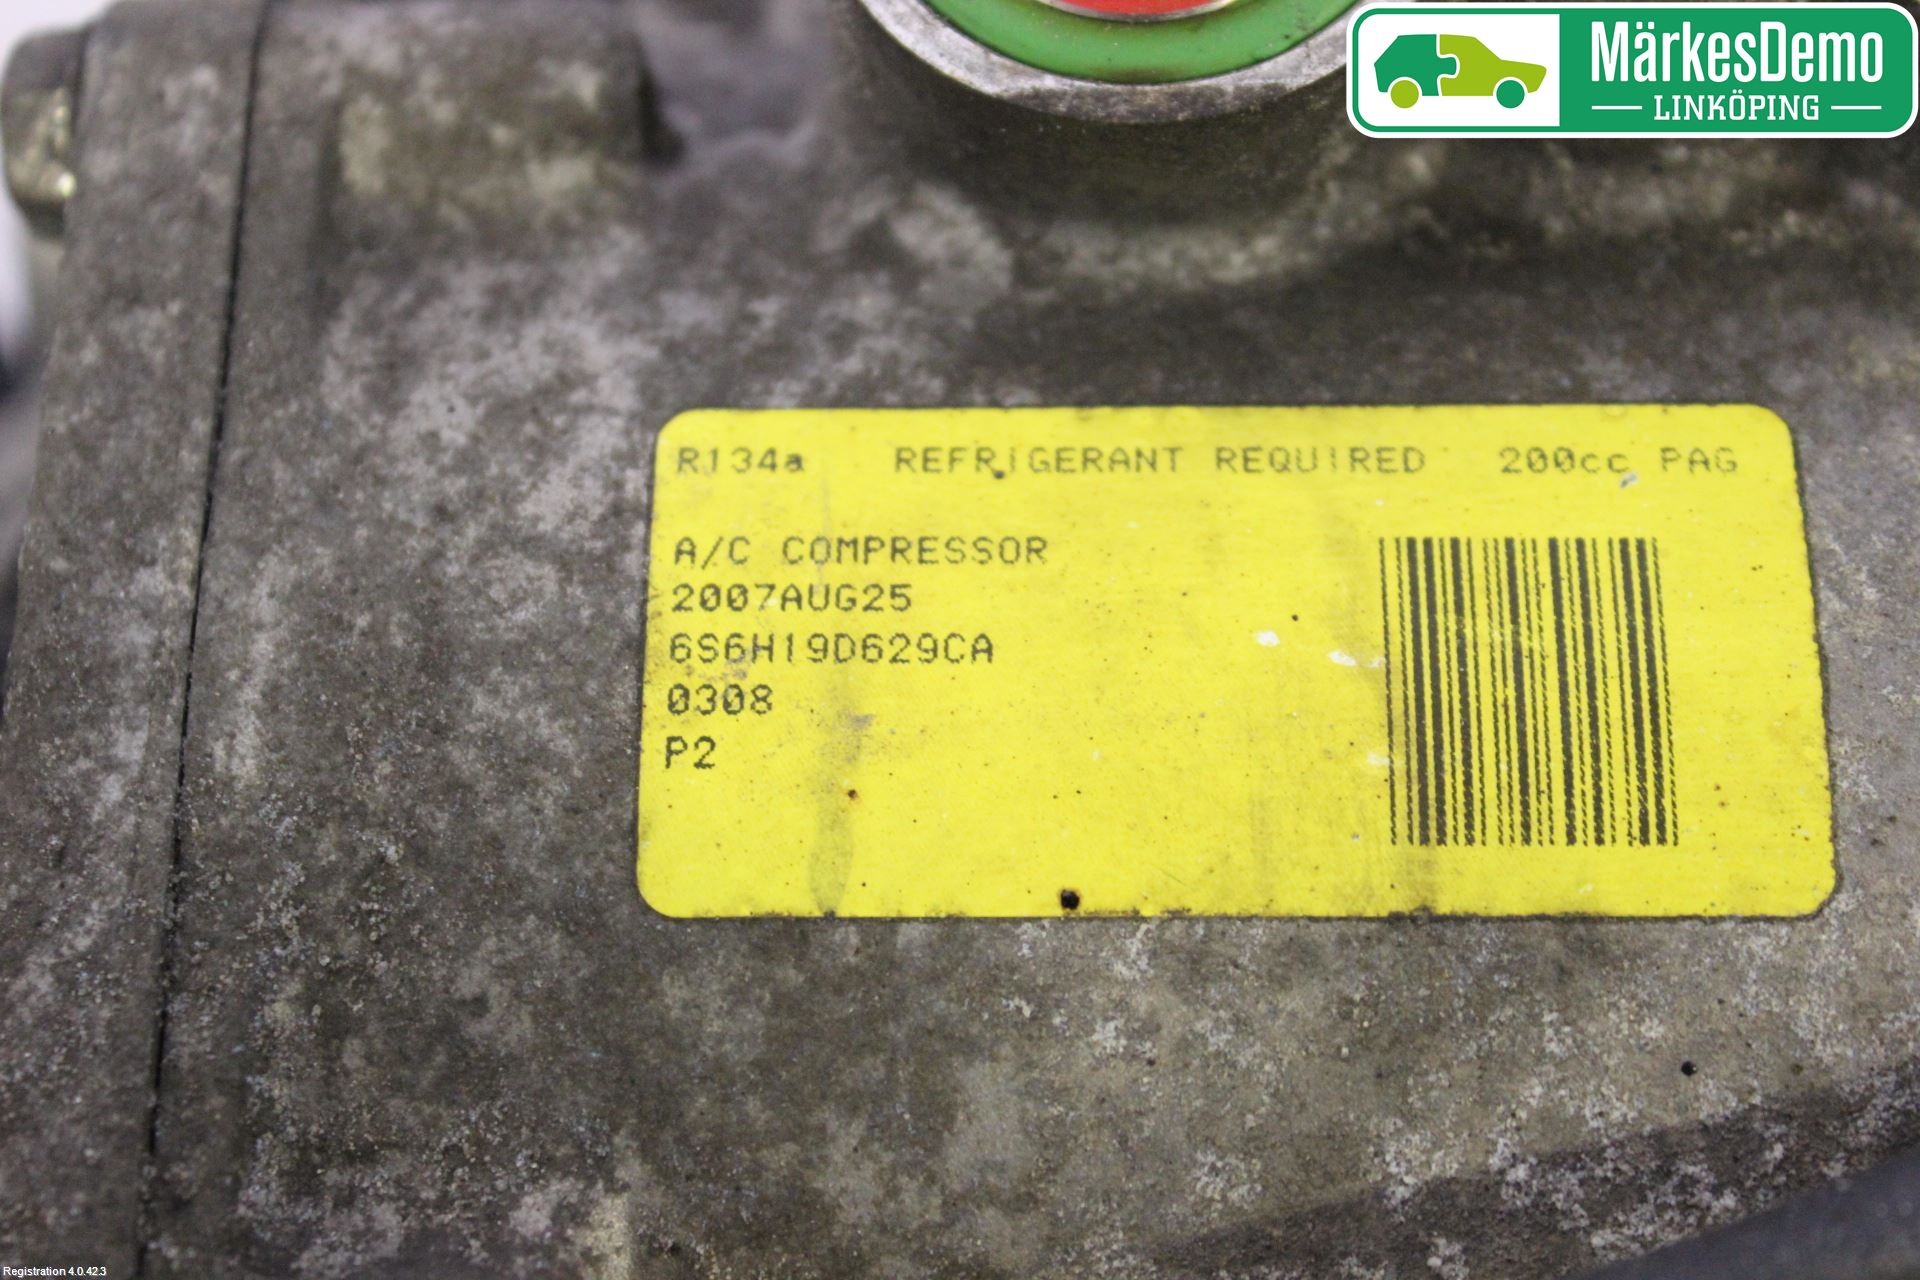 MärkesDemo
LINKÖPING
R134a REFRIGERANT REQUIRED 200cc PAG
A/C COMPRESSOR
2007AUG25
6S6H19D629CA
0308
P2
Registration 4.0.42.3